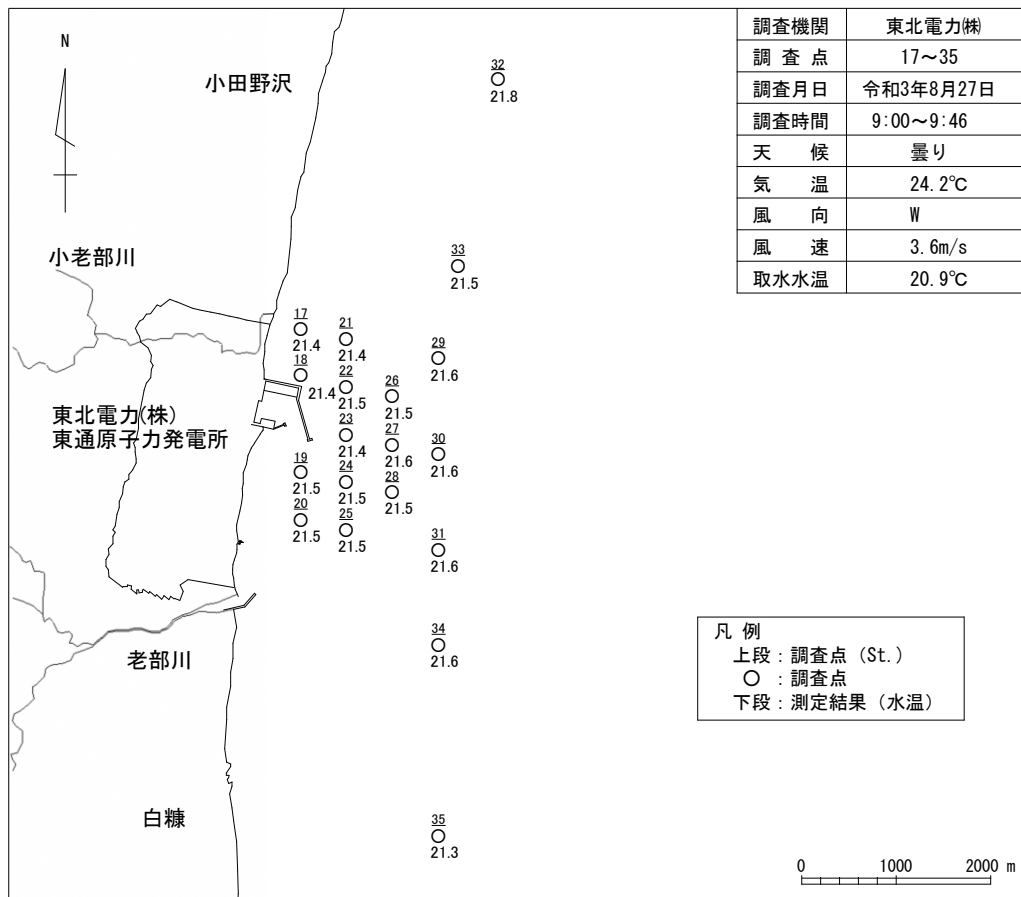 調査機関 東北電力㈱
調査点 17～35
調査月日 令和3年8月27日
調査時間 9:00～9:46
天候 曇り
気温 24.2℃
風向 W
風速 3.6m/s
取水水温 20.9℃
N
小田野沢
32
21.8
小老部川
33
21.5
17
21.4
21
21.4
29
21.6
18
21.4
22
21.5
26
21.5
東北電力(株)
東通原子力発電所
23
21.4
27
21.6
30
21.6
19
21.5
24
21.5
28
21.5
20
21.5
25
21.5
31
21.6
34
21.6
老部川
凡例
上段：調査点（St.）
○：調査点
下段：測定結果（水温）
白糠
35
21.3
0 1000 2000 m